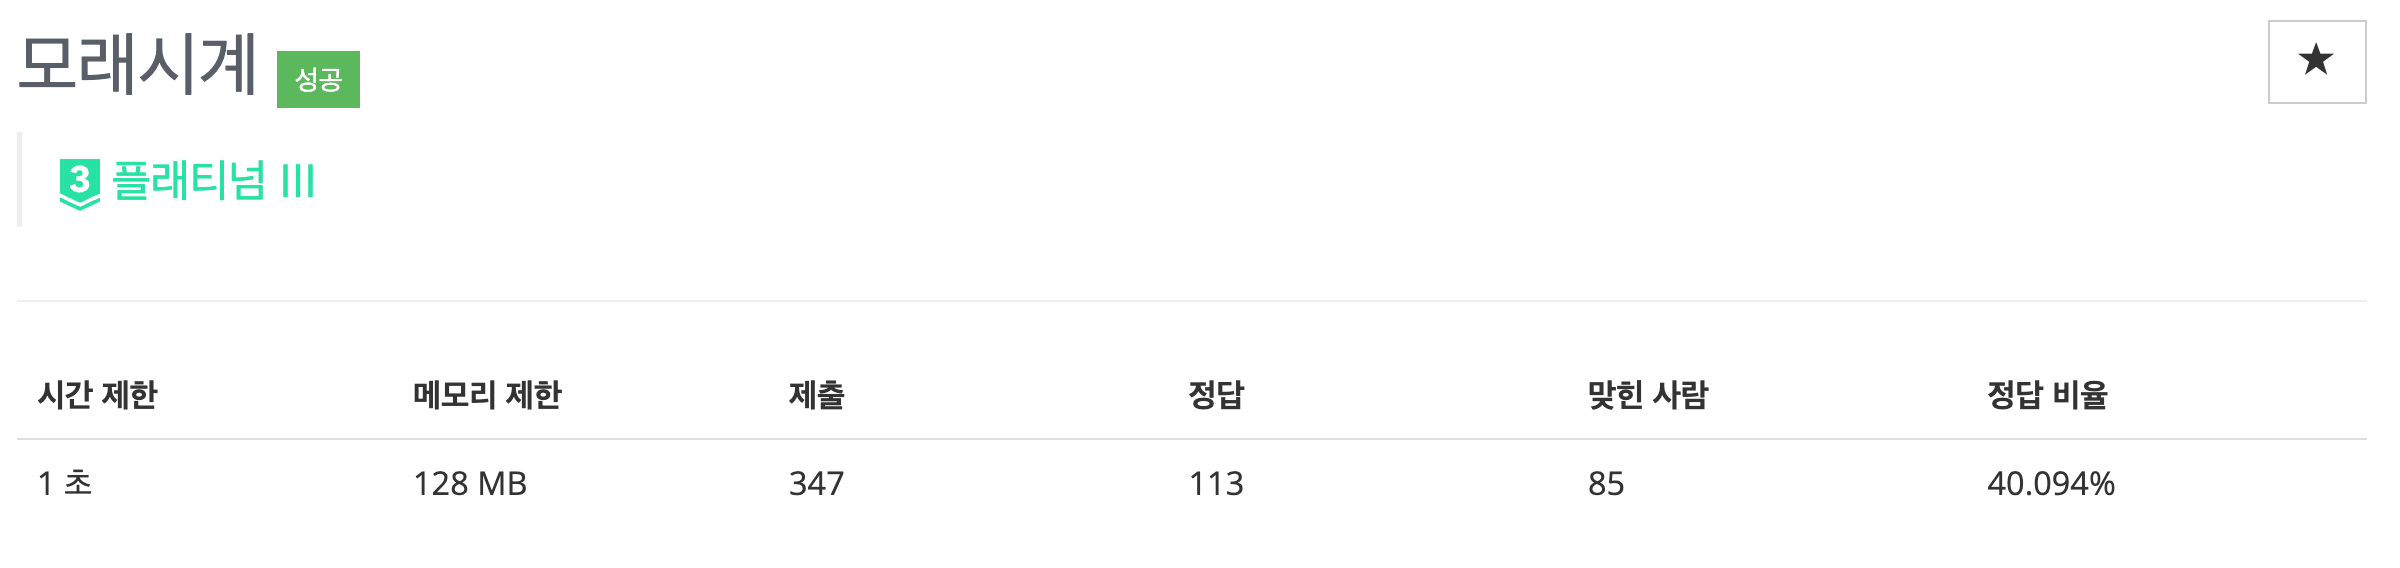 모래시계 성공
★
3 플래티넘 III
시간 제한 메모리 제한 제출 정답 맞힌 사람 정답 비율
1 초 128 MB 347 113 85 40.094%